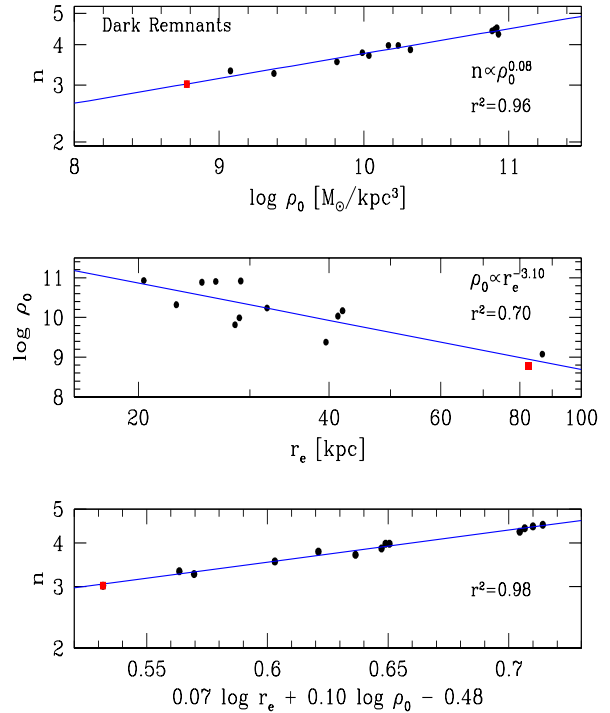 5
Dark Remnants
4
n
n∝ρ₀^0.08
3
r²=0.96
2
8 9 10 11
log ρ₀ [M☉/kpc³]
11
ρ₀∝rₑ^−3.10
10
r²=0.70
log ρ₀
9
8
20 40 60 80 100
rₑ [kpc]
5
4
n
3
r²=0.98
2
0.55 0.6 0.65 0.7
0.07 log rₑ + 0.10 log ρ₀ − 0.48